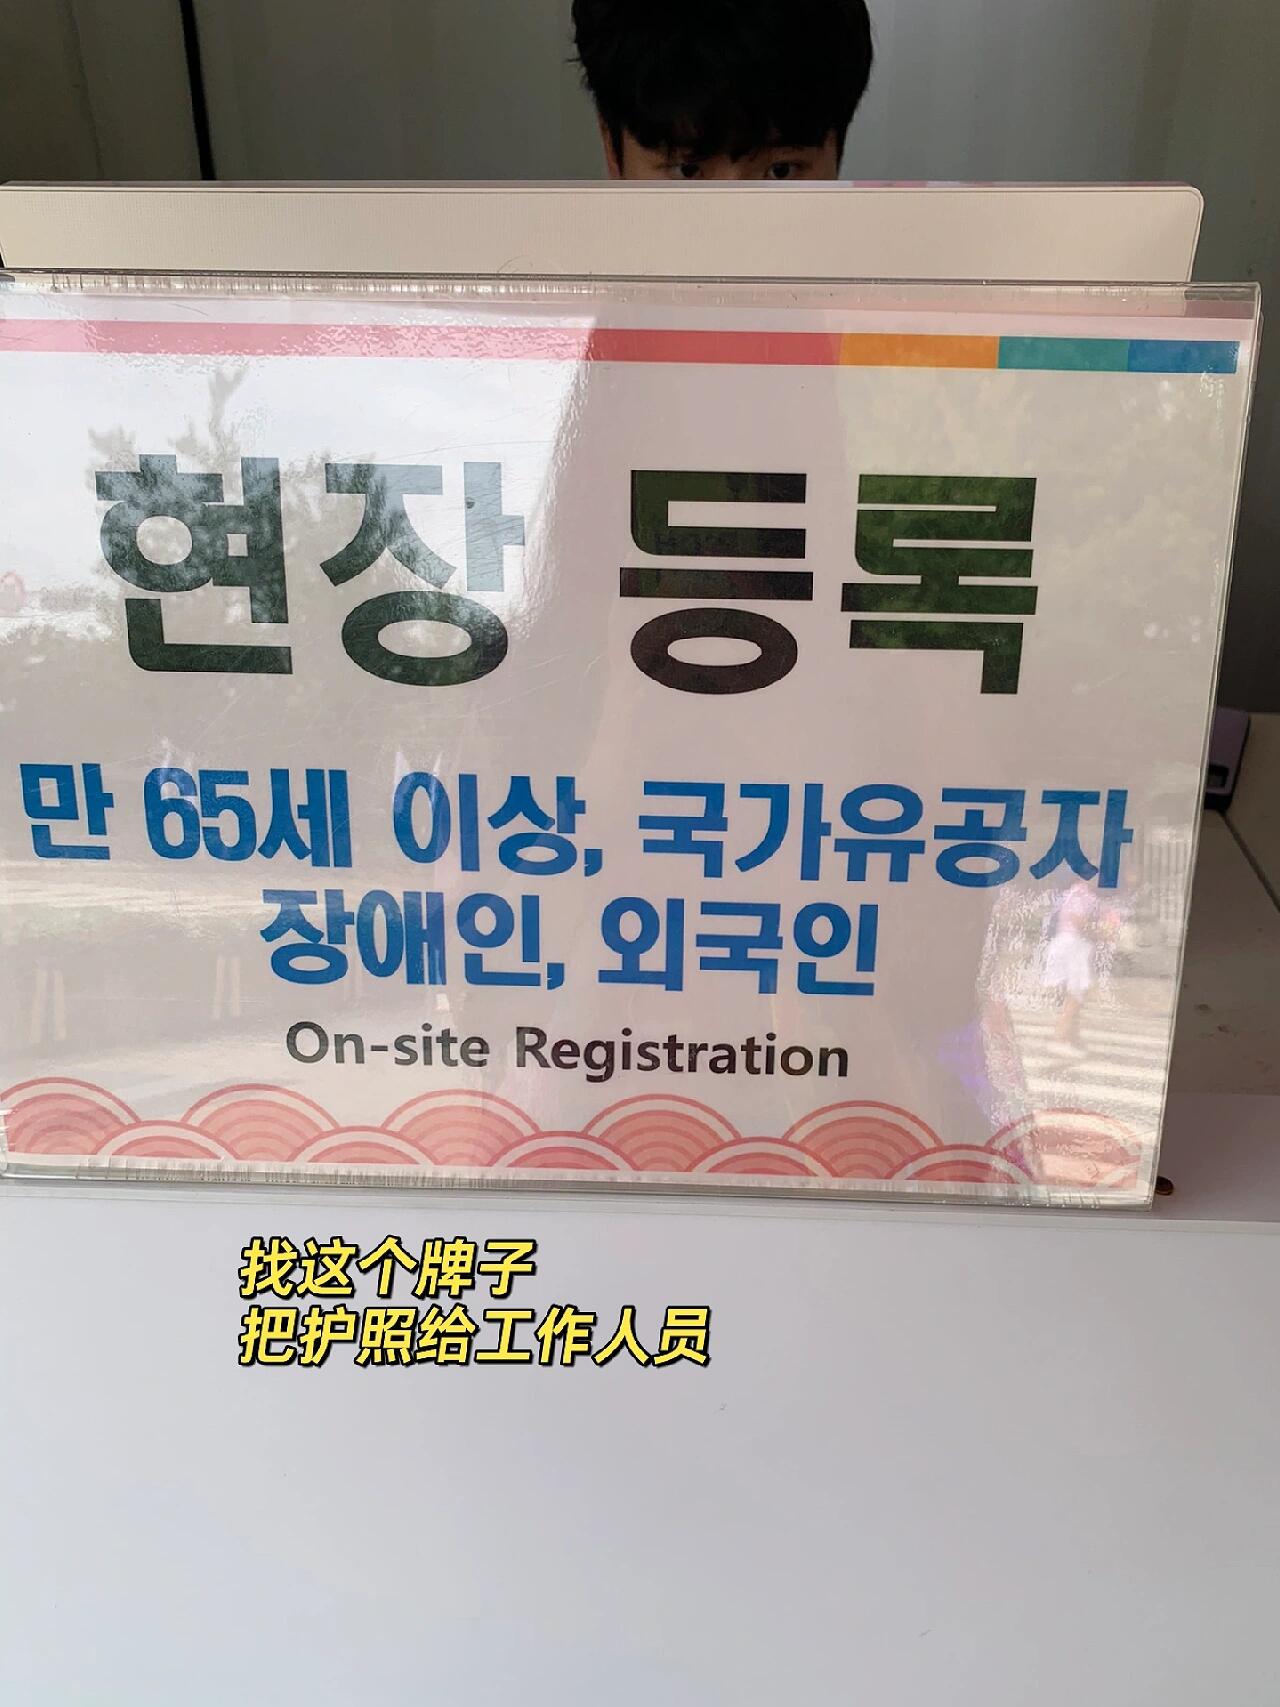 현장 등록
만 65세 이상, 국가유공자
장애인, 외국인
On-site Registration
找这个牌子
把护照给工作人员